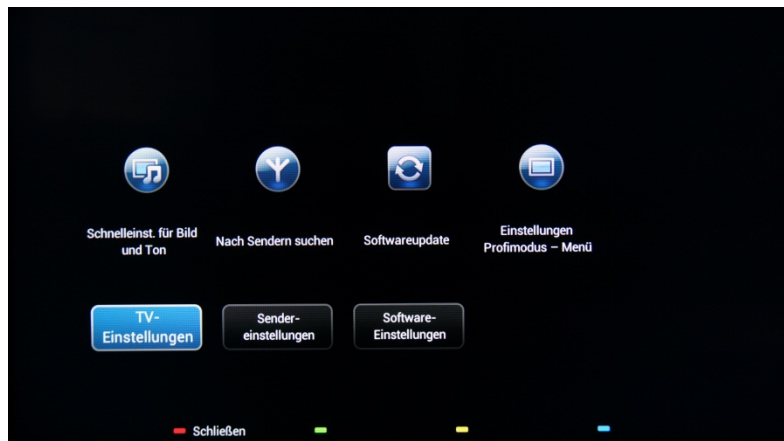 Schnelleinst. für Bild
und Ton
Nach Sendern suchen
Softwareupdate
Einstellungen
Profimodus – Menü
TV-
Einstellungen
Sender-
einstellungen
Software-
Einstellungen
Schließen